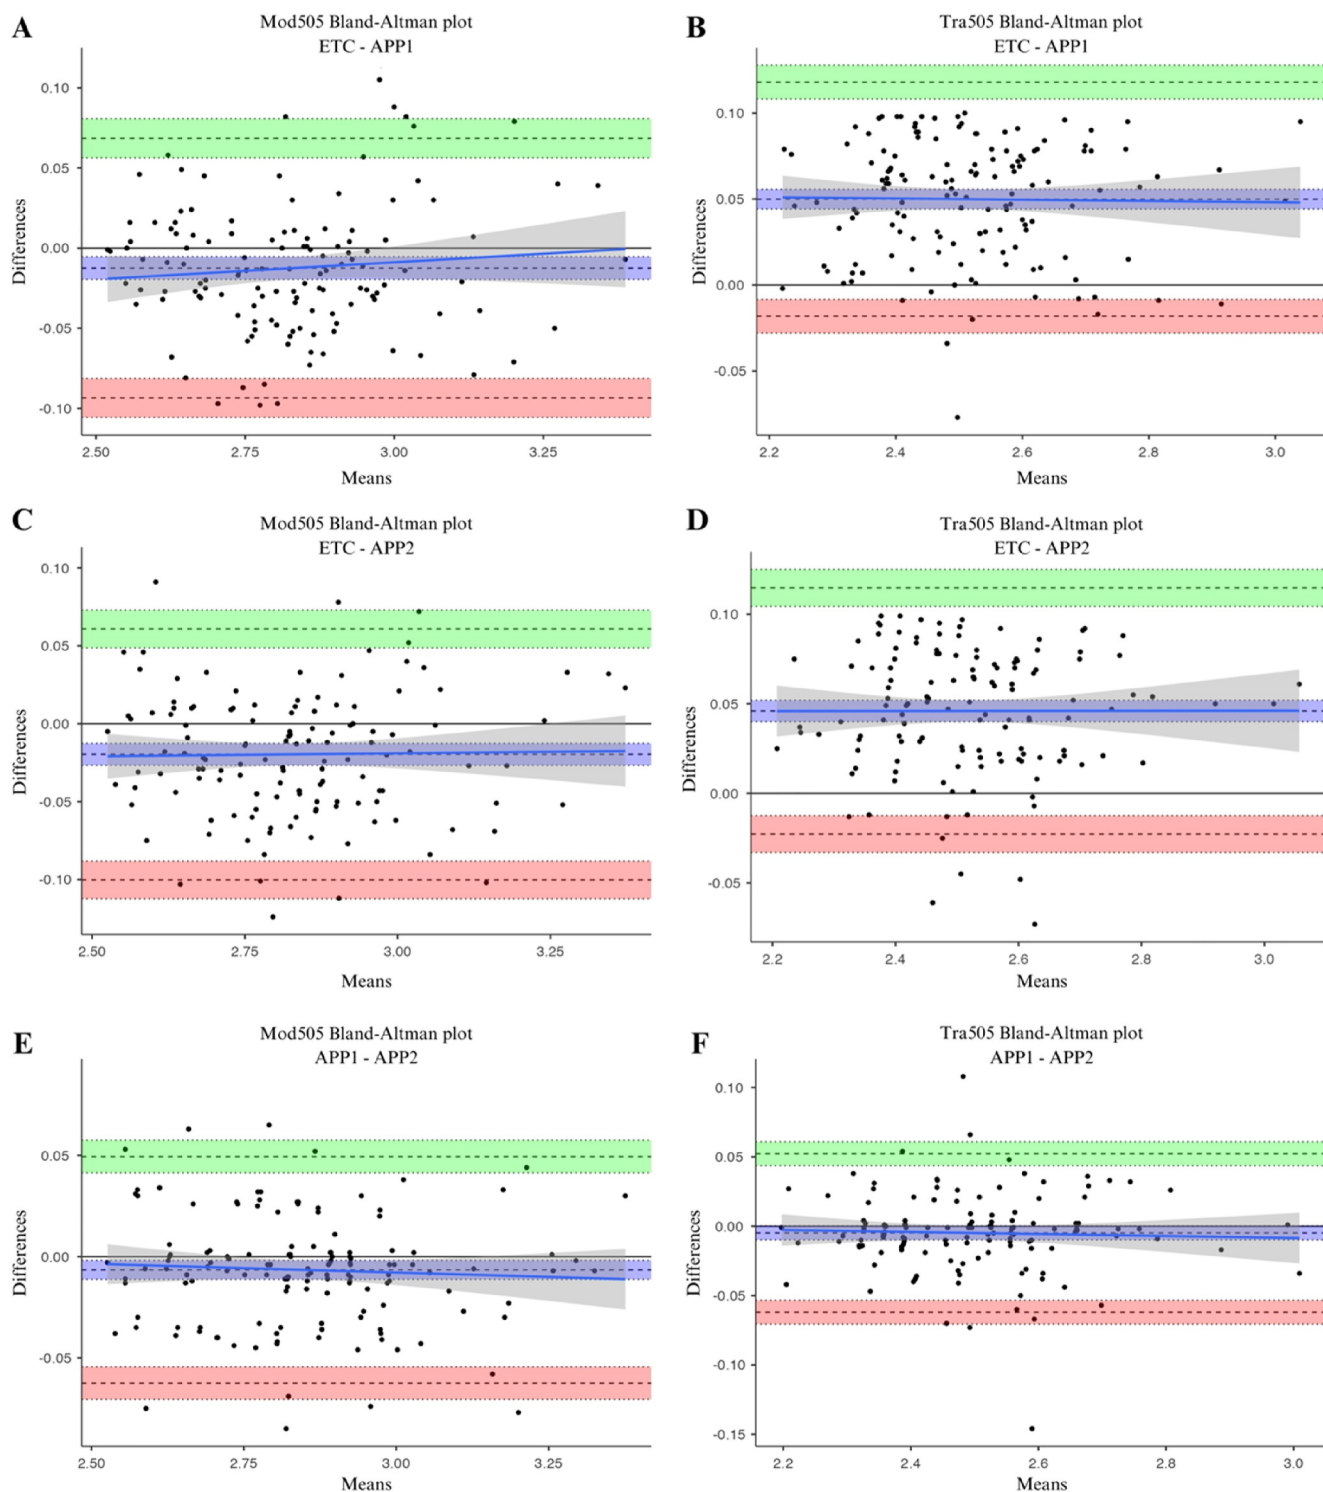 A
Mod505 Bland-Altman plot
ETC - APP1
Differences
0.10
0.05
0.00
-0.05
-0.10
2.50 2.75 3.00 3.25
Means
B
Tra505 Bland-Altman plot
ETC - APP1
Differences
0.10
0.05
0.00
-0.05
2.2 2.4 2.6 2.8 3.0
Means
C
Mod505 Bland-Altman plot
ETC - APP2
Differences
0.10
0.05
0.00
-0.05
-0.10
2.50 2.75 3.00 3.25
Means
D
Tra505 Bland-Altman plot
ETC - APP2
Differences
0.10
0.05
0.00
-0.05
2.2 2.4 2.6 2.8 3.0
Means
E
Mod505 Bland-Altman plot
APP1 - APP2
Differences
0.05
0.00
-0.05
2.50 2.75 3.00 3.25
Means
F
Tra505 Bland-Altman plot
APP1 - APP2
Differences
0.10
0.05
0.00
-0.05
-0.10
-0.15
2.2 2.4 2.6 2.8 3.0
Means